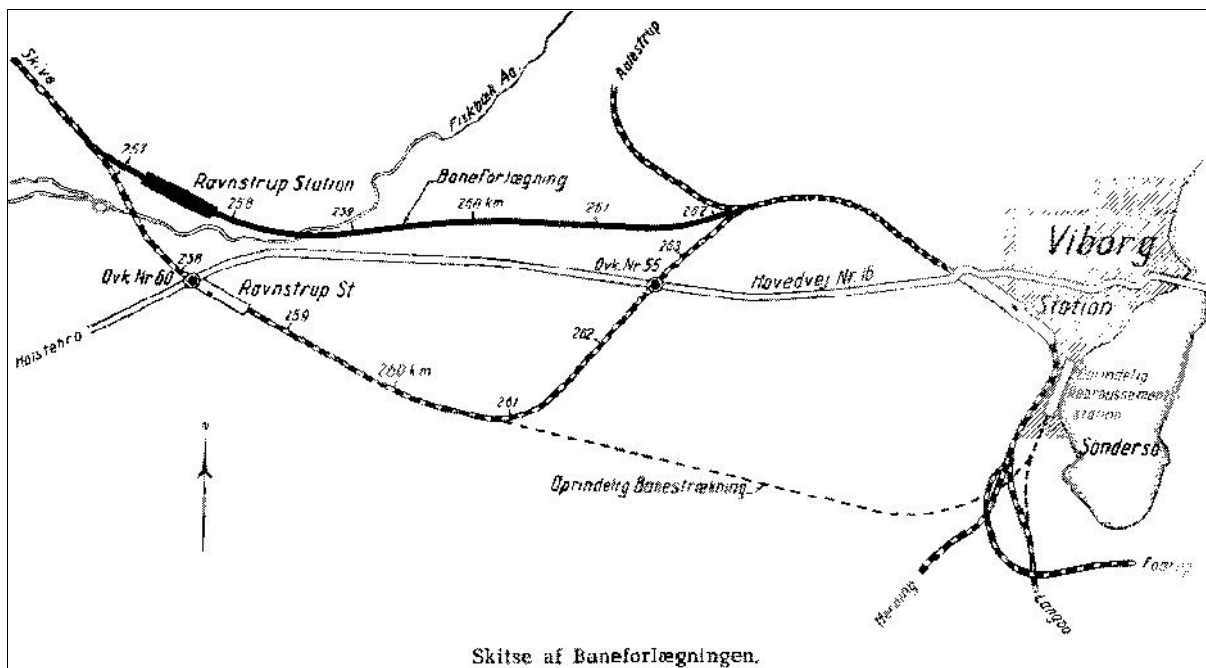 Skive
Aalestrup
Fiskbæk Aa
257
Ravnstrup Station
Baneforlægning
258
259
260 km
261
262
Viborg
263
258
Ovk. Nr 60
Ovk. Nr 55
Ravnstrup St
Hovedvej Nr. 16
Station
259
262
Holstebro
260 km
261
station
Søndersø
Oprindelig Banestrækning
Herning
Langaa
Skitse af Baneforlægningen.